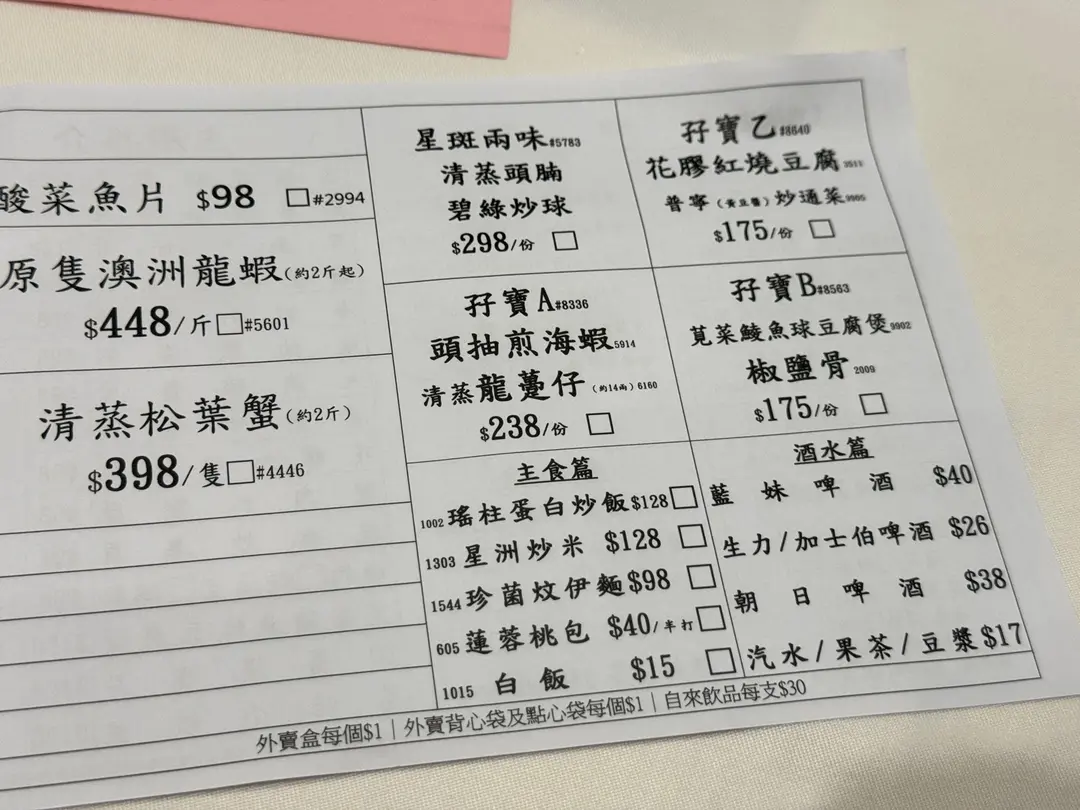 酸菜魚片 $98 □#2994
原隻澳洲龍蝦(約2斤起)
$448/斤□#5601
清蒸松葉蟹(約2斤)
$398/隻□#4446
星斑兩味#5783
清蒸頭腩
碧綠炒球
$298/份 □
孖寶乙#8640
花膠紅燒豆腐3511
普寧(黃豆醬)炒通菜9905
$175/份 □
孖寶A#8336
頭抽煎海蝦5914
清蒸龍躉仔(約14兩)6160
$238/份 □
孖寶B#8563
莧菜鯪魚球豆腐煲9902
椒鹽骨2009
$175/份 □
主食篇
1002 瑤柱蛋白炒飯$128□
1303 星洲炒米 $128 □
1544 珍菌炆伊麵$98 □
605 蓮蓉桃包 $40/半打□
1015 白飯 $15 □
酒水篇
藍妹啤酒 $40
生力/加士伯啤酒 $26
朝日啤酒 $38
汽水/果茶/豆漿 $17
外賣盒每個$1｜外賣背心袋及點心袋每個$1｜自來飲品每支$30